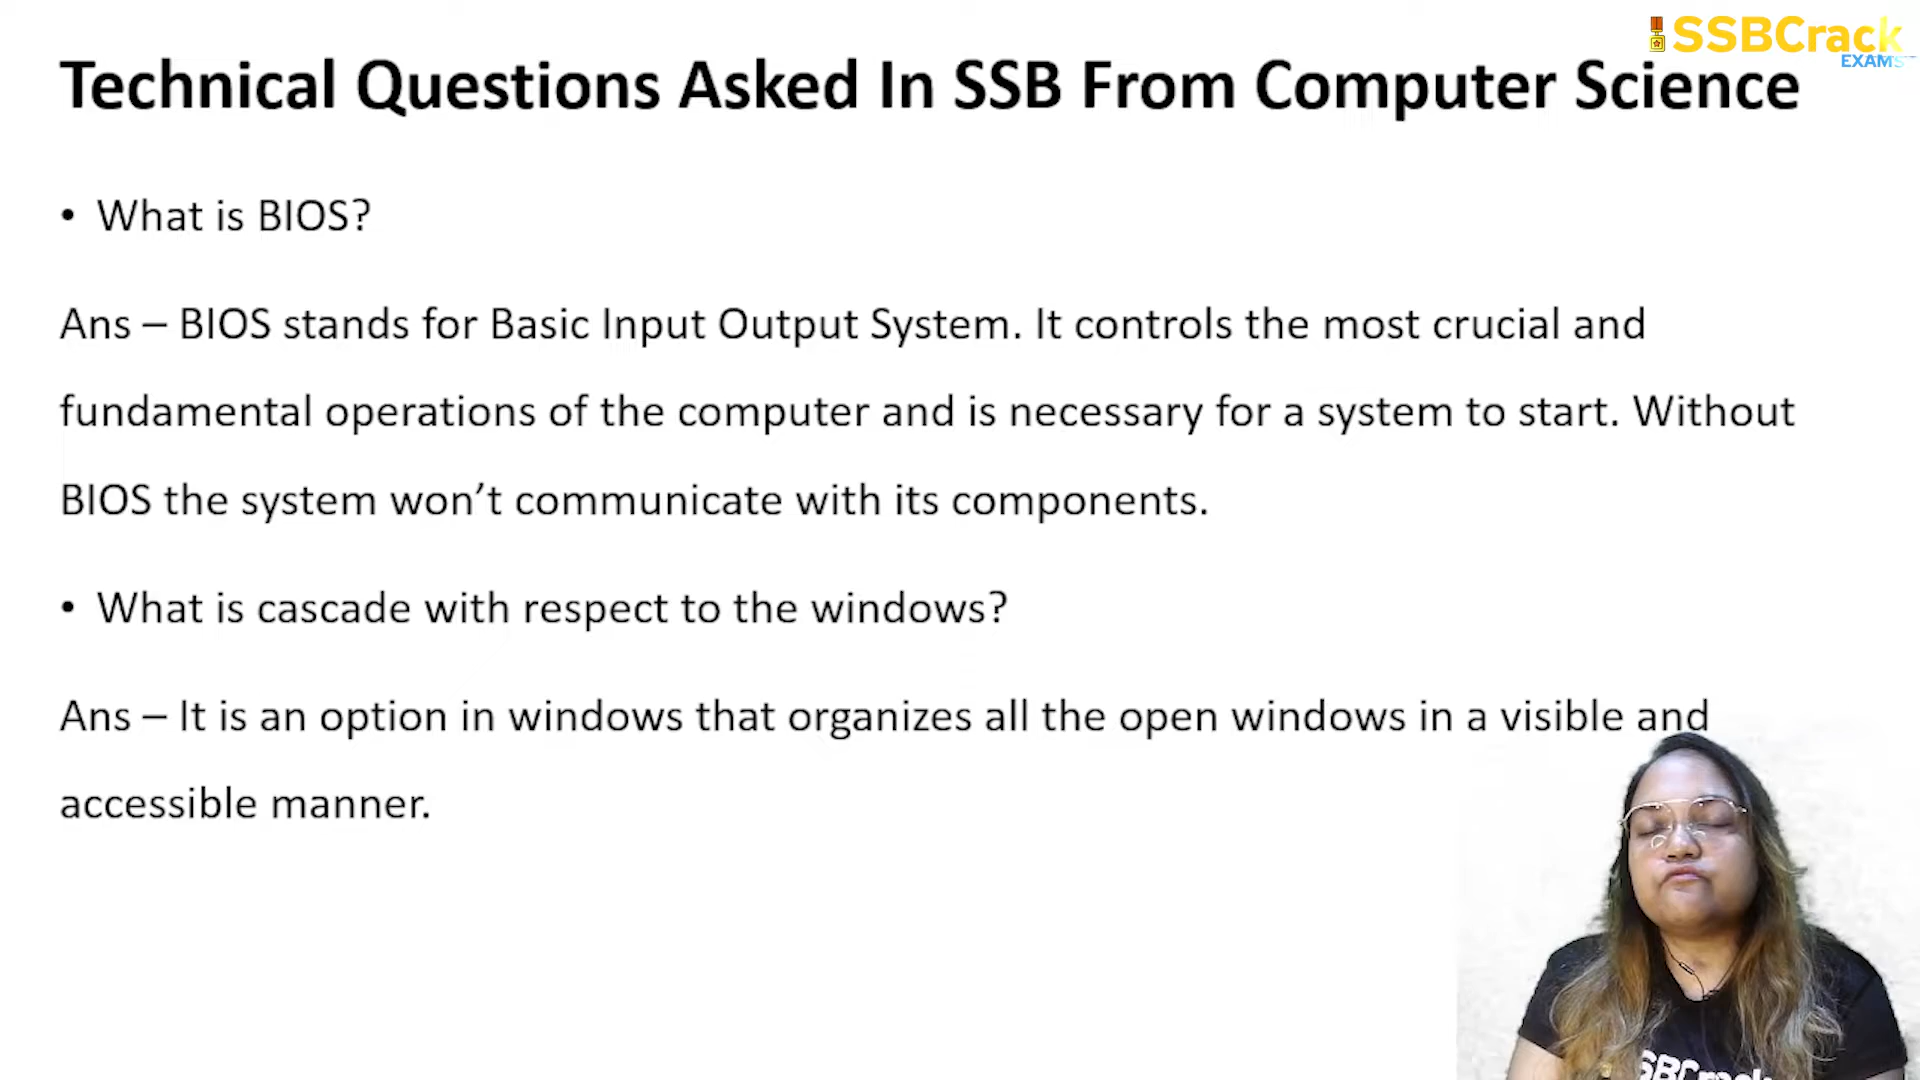 SSBCrack
EXAMS
Technical Questions Asked In SSB From Computer Science
• What is BIOS?
Ans – BIOS stands for Basic Input Output System. It controls the most crucial and
fundamental operations of the computer and is necessary for a system to start. Without
BIOS the system won’t communicate with its components.
• What is cascade with respect to the windows?
Ans – It is an option in windows that organizes all the open windows in a visible and
accessible manner.